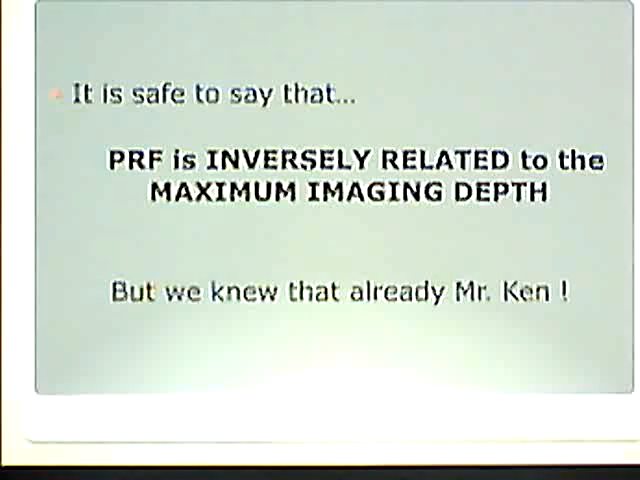 It is safe to say that...
PRF is INVERSELY RELATED to the
MAXIMUM IMAGING DEPTH
But we knew that already Mr. Ken !